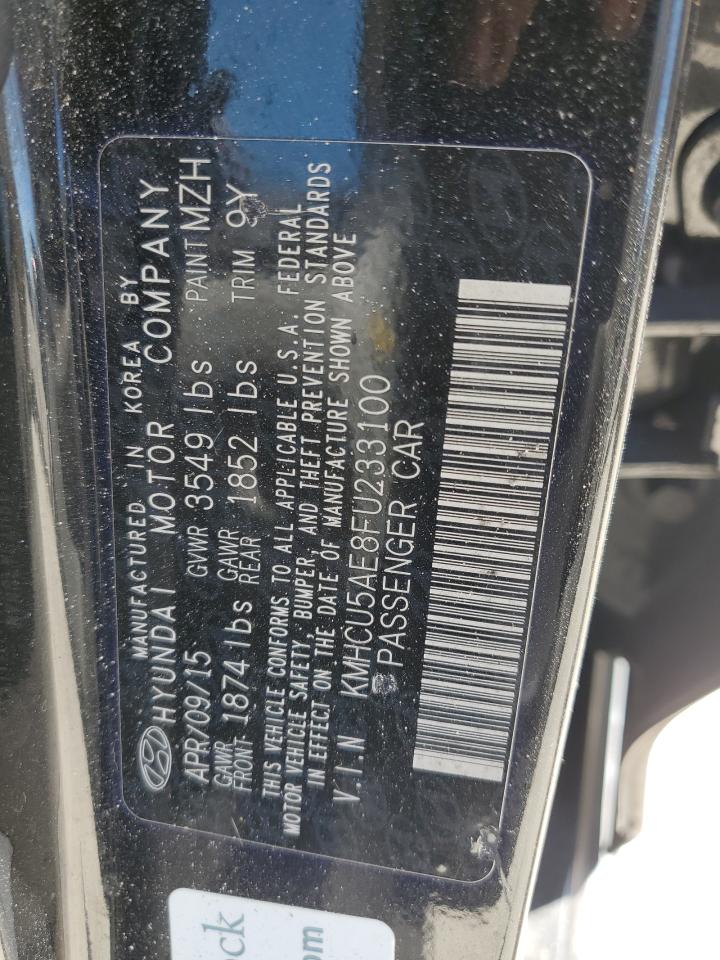 MANUFACTURED IN KOREA BY
HYUNDAI MOTOR COMPANY
APR/09/15 GVWR 3549 lbs PAINT MZH
GAWR FRONT 1874 lbs GAWR REAR 1852 lbs TRIM 9Y
THIS VEHICLE CONFORMS TO ALL APPLICABLE U.S.A. FEDERAL
MOTOR VEHICLE SAFETY, BUMPER, AND THEFT PREVENTION STANDARDS
IN EFFECT ON THE DATE OF MANUFACTURE SHOWN ABOVE
V.I.N KMHCU5AE8FU233100
PASSENGER CAR
ck
om